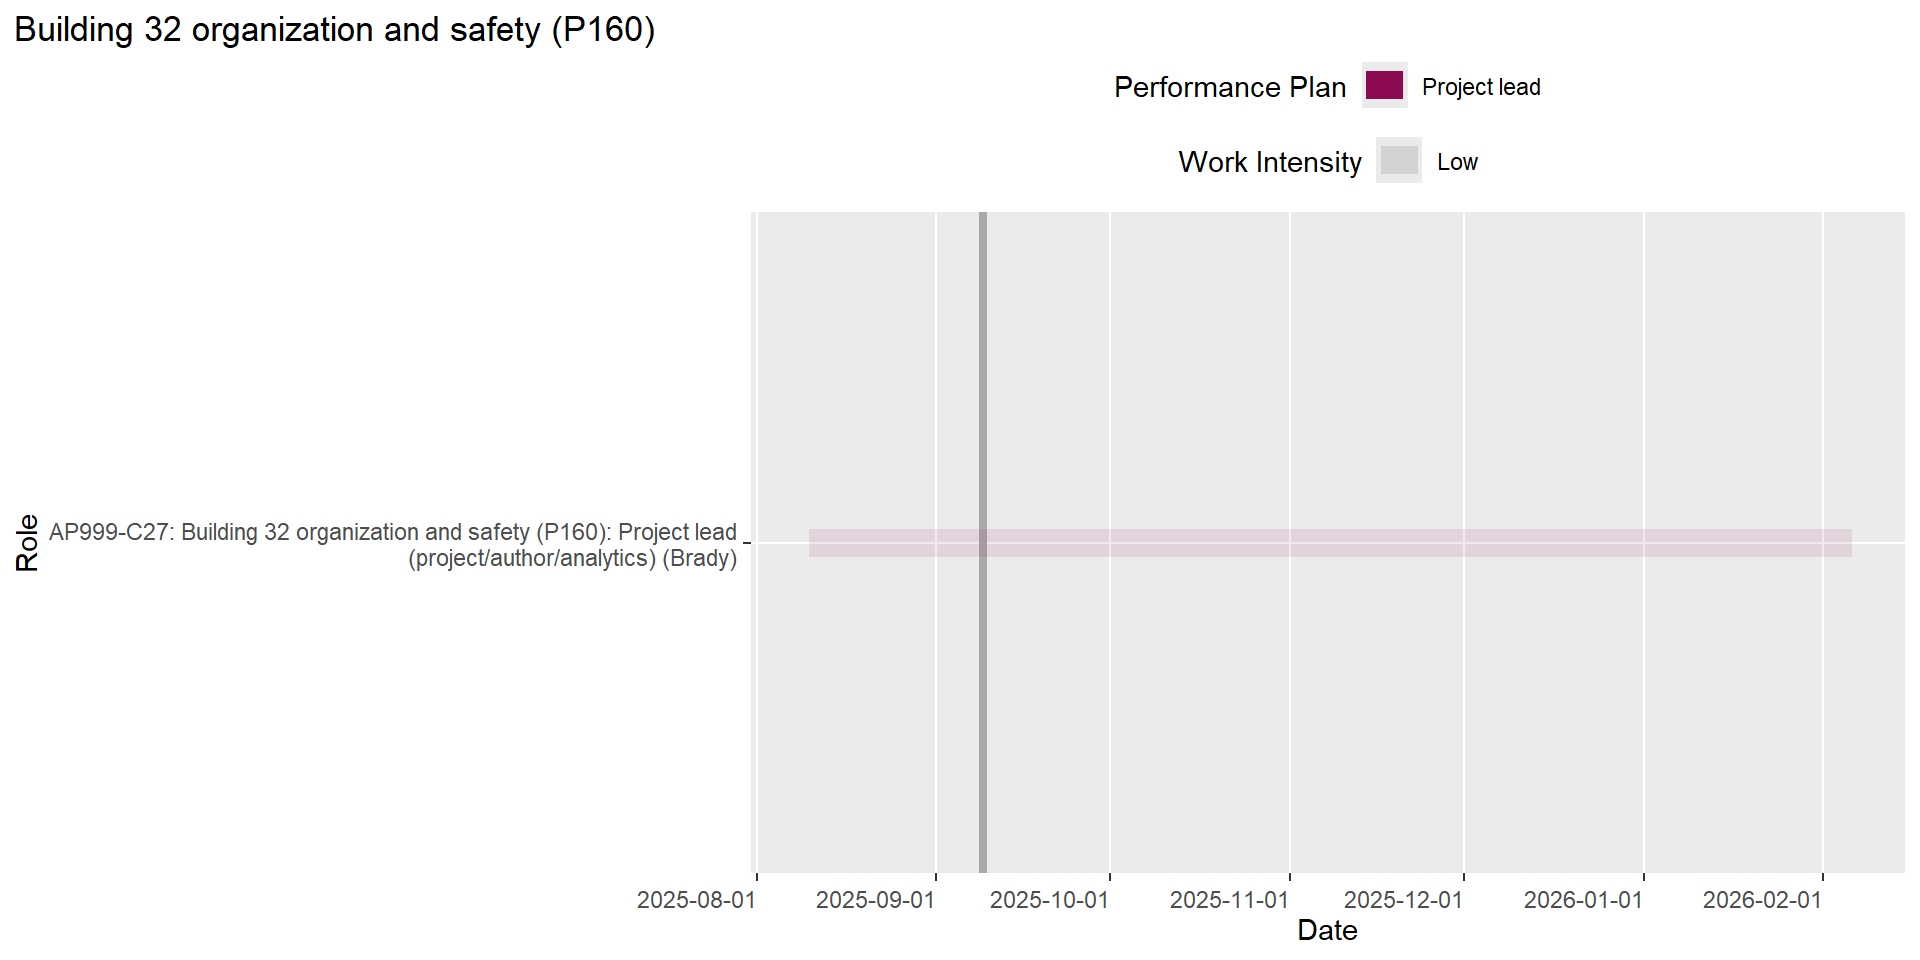 Building 32 organization and safety (P160)
Performance Plan
Project lead
Work Intensity
Low
Role
AP999-C27: Building 32 organization and safety (P160): Project lead
(project/author/analytics) (Brady)
2025-08-01
2025-09-01
2025-10-01
2025-11-01
2025-12-01
2026-01-01
2026-02-01
Date